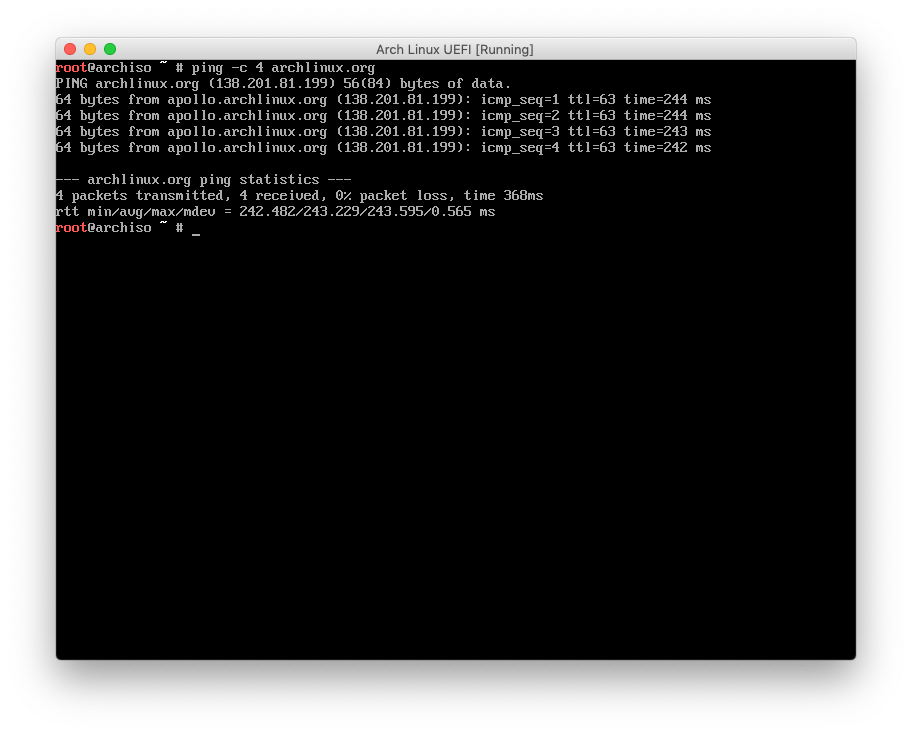 Arch Linux UEFI [Running]
root@archiso ~ # ping -c 4 archlinux.org
PING archlinux.org (138.201.81.199) 56(84) bytes of data.
64 bytes from apollo.archlinux.org (138.201.81.199): icmp_seq=1 ttl=63 time=244 ms
64 bytes from apollo.archlinux.org (138.201.81.199): icmp_seq=2 ttl=63 time=244 ms
64 bytes from apollo.archlinux.org (138.201.81.199): icmp_seq=3 ttl=63 time=243 ms
64 bytes from apollo.archlinux.org (138.201.81.199): icmp_seq=4 ttl=63 time=242 ms
--- archlinux.org ping statistics ---
4 packets transmitted, 4 received, 0% packet loss, time 368ms
rtt min/avg/max/mdev = 242.482/243.229/243.595/0.565 ms
root@archiso ~ # _